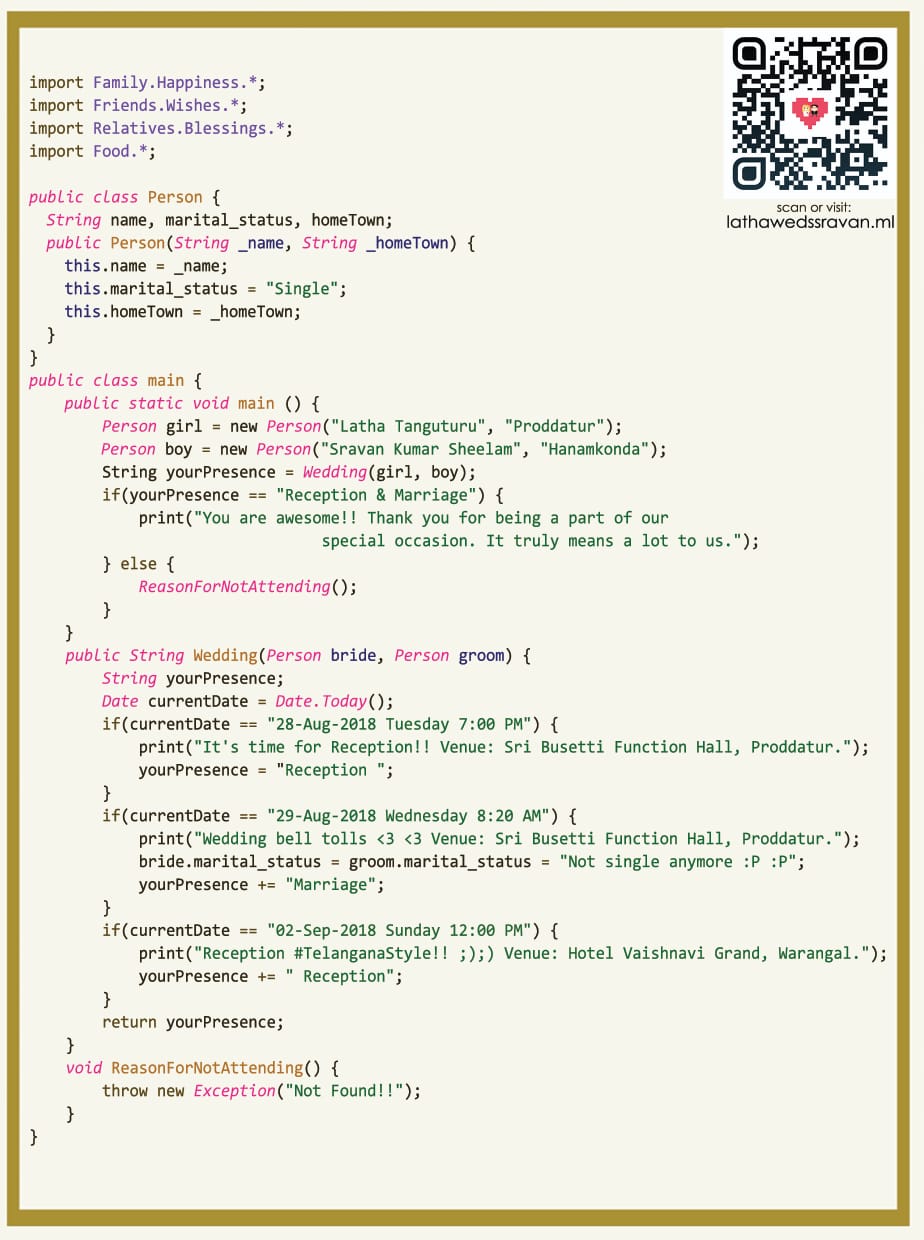 import Family.Happiness.*;
import Friends.Wishes.*;
import Relatives.Blessings.*;
import Food.*;
scan or visit:
lathawedssravan.ml
public class Person {
  String name, marital_status, homeTown;
  public Person(String _name, String _homeTown) {
    this.name = _name;
    this.marital_status = "Single";
    this.homeTown = _homeTown;
  }
}
public class main {
    public static void main () {
        Person girl = new Person("Latha Tanguturu", "Proddatur");
        Person boy = new Person("Sravan Kumar Sheelam", "Hanamkonda");
        String yourPresence = Wedding(girl, boy);
        if(yourPresence == "Reception & Marriage") {
            print("You are awesome!! Thank you for being a part of our
                                special occasion. It truly means a lot to us.");
        } else {
            ReasonForNotAttending();
        }
    }
    public String Wedding(Person bride, Person groom) {
        String yourPresence;
        Date currentDate = Date.Today();
        if(currentDate == "28-Aug-2018 Tuesday 7:00 PM") {
            print("It's time for Reception!! Venue: Sri Busetti Function Hall, Proddatur.");
            yourPresence = "Reception ";
        }
        if(currentDate == "29-Aug-2018 Wednesday 8:20 AM") {
            print("Wedding bell tolls <3 <3 Venue: Sri Busetti Function Hall, Proddatur.");
            bride.marital_status = groom.marital_status = "Not single anymore :P :P";
            yourPresence += "Marriage";
        }
        if(currentDate == "02-Sep-2018 Sunday 12:00 PM") {
            print("Reception #TelanganaStyle!! ;);;) Venue: Hotel Vaishnavi Grand, Warangal.");
            yourPresence += " Reception";
        }
        return yourPresence;
    }
    void ReasonForNotAttending() {
        throw new Exception("Not Found!!");
    }
}